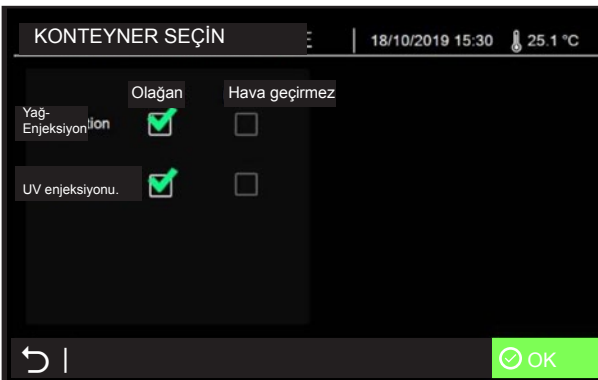 KONTEYNER SEÇİN
18/10/2019 15:30 25.1 °C
Olağan Hava geçirmez
Yağ-
Enjeksiyon
UV enjeksiyonu.
OK